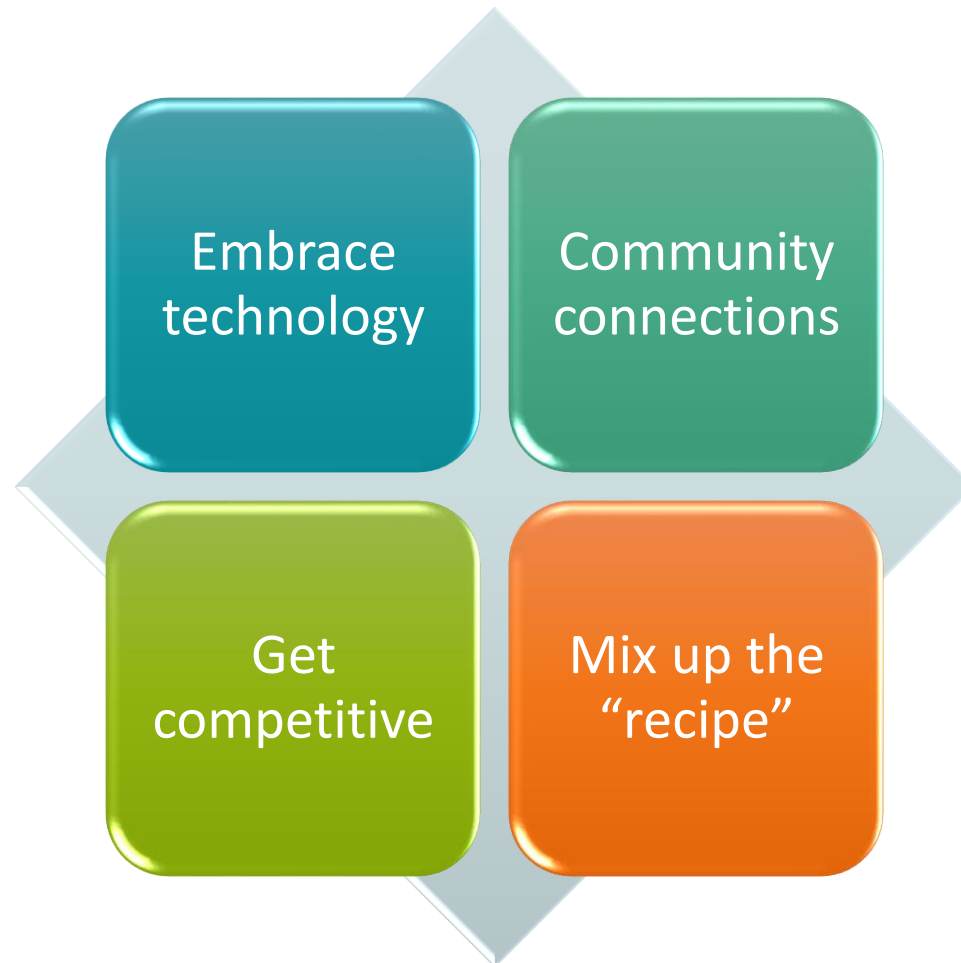 Embrace
technology
Community
connections
Get
competitive
Mix up the
“recipe”